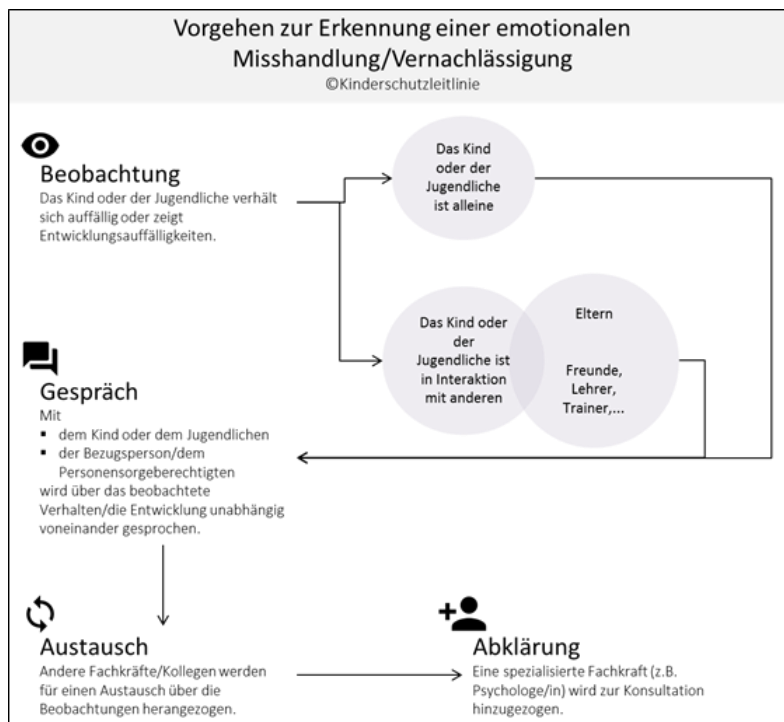 Vorgehen zur Erkennung einer emotionalen
Misshandlung/Vernachlässigung
©Kinderschutzleitlinie
Beobachtung
Das Kind oder der Jugendliche verhält
sich auffällig oder zeigt
Entwicklungsauffälligkeiten.
Das Kind
oder der
Jugendliche
ist alleine
Das Kind oder
der
Jugendliche ist
in Interaktion
mit anderen
Eltern
Freunde,
Lehrer,
Trainer,...
Gespräch
Mit
▪ dem Kind oder dem Jugendlichen
▪ der Bezugsperson/dem
Personensorgeberechtigten
wird über das beobachtete
Verhalten/die Entwicklung unabhängig
voneinander gesprochen.
Austausch
Andere Fachkräfte/Kollegen werden
für einen Austausch über die
Beobachtungen herangezogen.
Abklärung
Eine spezialisierte Fachkraft (z.B.
Psychologe/in) wird zur Konsultation
hinzugezogen.